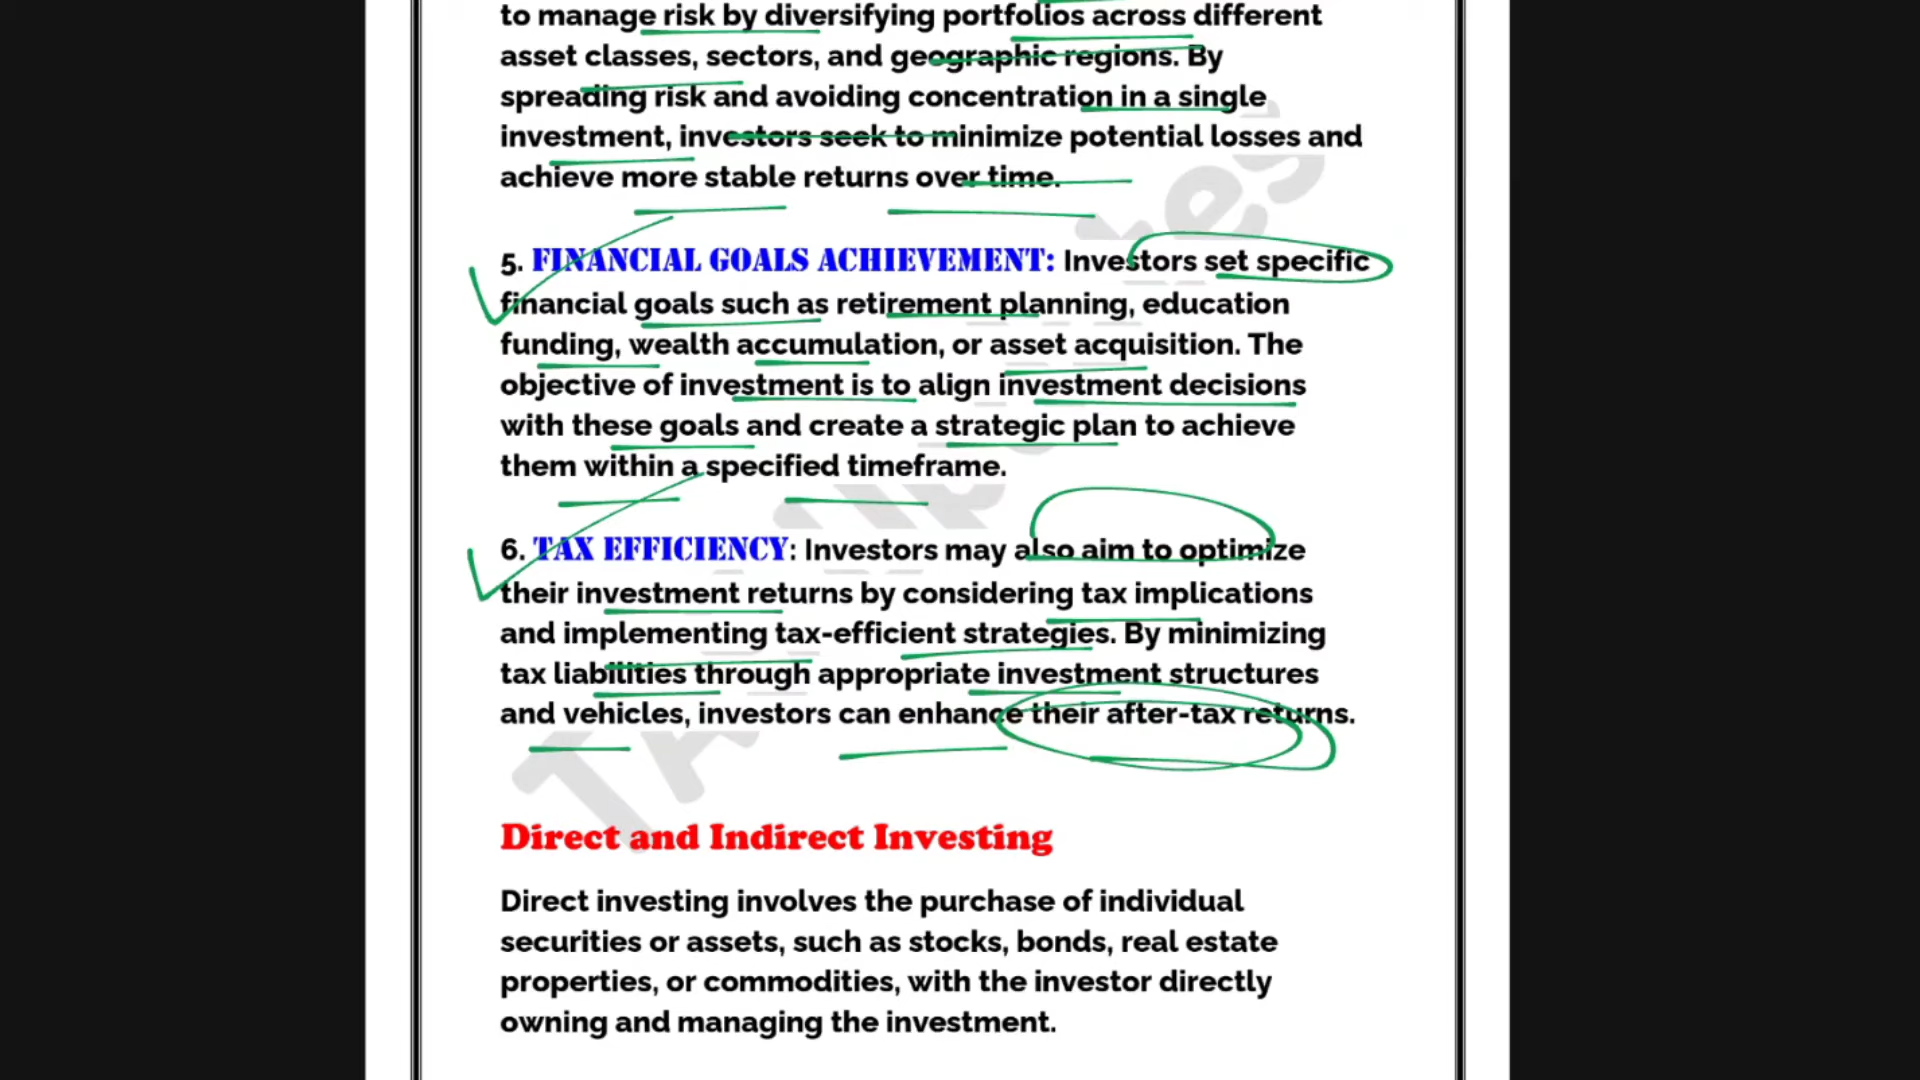 to manage risk by diversifying portfolios across different
asset classes, sectors, and geographic regions. By
spreading risk and avoiding concentration in a single
investment, investors seek to minimize potential losses and
achieve more stable returns over time.
5. FINANCIAL GOALS ACHIEVEMENT: Investors set specific
financial goals such as retirement planning, education
funding, wealth accumulation, or asset acquisition. The
objective of investment is to align investment decisions
with these goals and create a strategic plan to achieve
them within a specified timeframe.
6. TAX EFFICIENCY: Investors may also aim to optimize
their investment returns by considering tax implications
and implementing tax-efficient strategies. By minimizing
tax liabilities through appropriate investment structures
and vehicles, investors can enhance their after-tax returns.
Direct and Indirect Investing
Direct investing involves the purchase of individual
securities or assets, such as stocks, bonds, real estate
properties, or commodities, with the investor directly
owning and managing the investment.